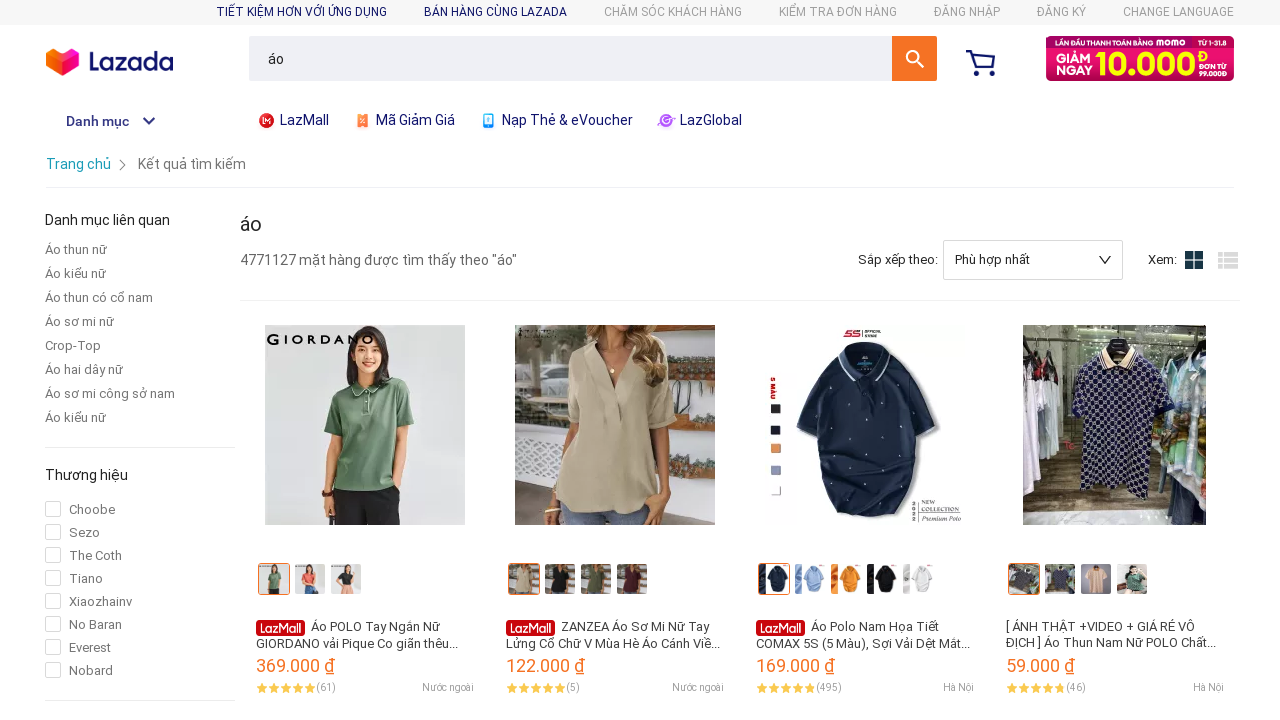 TIẾT KIỆM HƠN VỚI ỨNG DỤNG
BÁN HÀNG CÙNG LAZADA
CHĂM SÓC KHÁCH HÀNG
KIỂM TRA ĐƠN HÀNG
ĐĂNG NHẬP
ĐĂNG KÝ
CHANGE LANGUAGE
Lazada
áo
LẦN ĐẦU THANH TOÁN BẰNG momo TỪ 1-31.8
GIẢM NGAY 10.000Đ
ĐƠN TỪ 99.000Đ
Danh mục
LazMall
Mã Giảm Giá
Nạp Thẻ & eVoucher
LazGlobal
Trang chủ
Kết quả tìm kiếm
Danh mục liên quan
Áo thun nữ
Áo kiểu nữ
Áo thun có cổ nam
Áo sơ mi nữ
Crop-Top
Áo hai dây nữ
Áo sơ mi công sở nam
Áo kiểu nữ
Thương hiệu
Choobe
Sezo
The Coth
Tiano
Xiaozhainv
No Baran
Everest
Nobard
áo
4771127 mặt hàng được tìm thấy theo "áo"
Sắp xếp theo:
Phù hợp nhất
Xem:
GIORDANO
5S OFFICIAL STORE
5 MÀU
NEW COLLECTION
Premium Polo
2022
LazMall Áo POLO Tay Ngắn Nữ
GIORDANO vải Pique Co giãn thêu...
369.000 ₫
(61)
Nước ngoài
LazMall ZANZEA Áo Sơ Mi Nữ Tay
Lửng Cổ Chữ V Mùa Hè Áo Cánh Viề...
122.000 ₫
(5)
Nước ngoài
LazMall Áo Polo Nam Họa Tiết
COMAX 5S (5 Màu), Sợi Vải Dệt Mát...
169.000 ₫
(495)
Hà Nội
[ ẢNH THẬT +VIDEO + GIÁ RẺ VÔ
ĐỊCH ] Áo Thun Nam Nữ POLO Chất...
59.000 ₫
(46)
Hà Nội